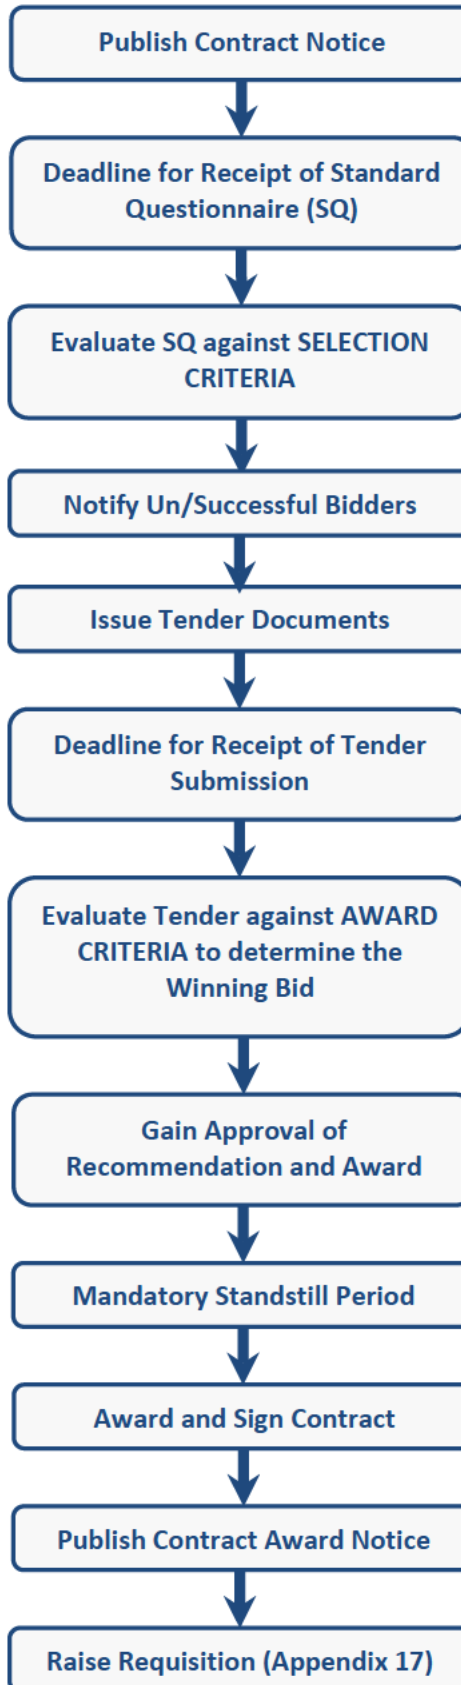 Publish Contract Notice
Deadline for Receipt of Standard
Questionnaire (SQ)
Evaluate SQ against SELECTION
CRITERIA
Notify Un/Successful Bidders
Issue Tender Documents
Deadline for Receipt of Tender
Submission
Evaluate Tender against AWARD
CRITERIA to determine the
Winning Bid
Gain Approval of
Recommendation and Award
Mandatory Standstill Period
Award and Sign Contract
Publish Contract Award Notice
Raise Requisition (Appendix 17)